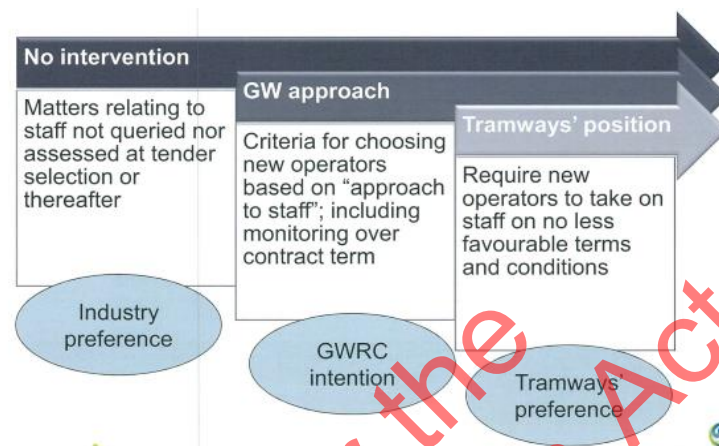 No intervention
Matters relating to
staff not queried nor
assessed at tender
selection or
thereafter
Industry
preference
GW approach
Criteria for choosing
new operators
based on “approach
to staff”; including
monitoring over
contract term
GWRC
intention
Tramways’ position
Require new
operators to take on
staff on no less
favourable terms
and conditions
Tramways’
preference
the
Act